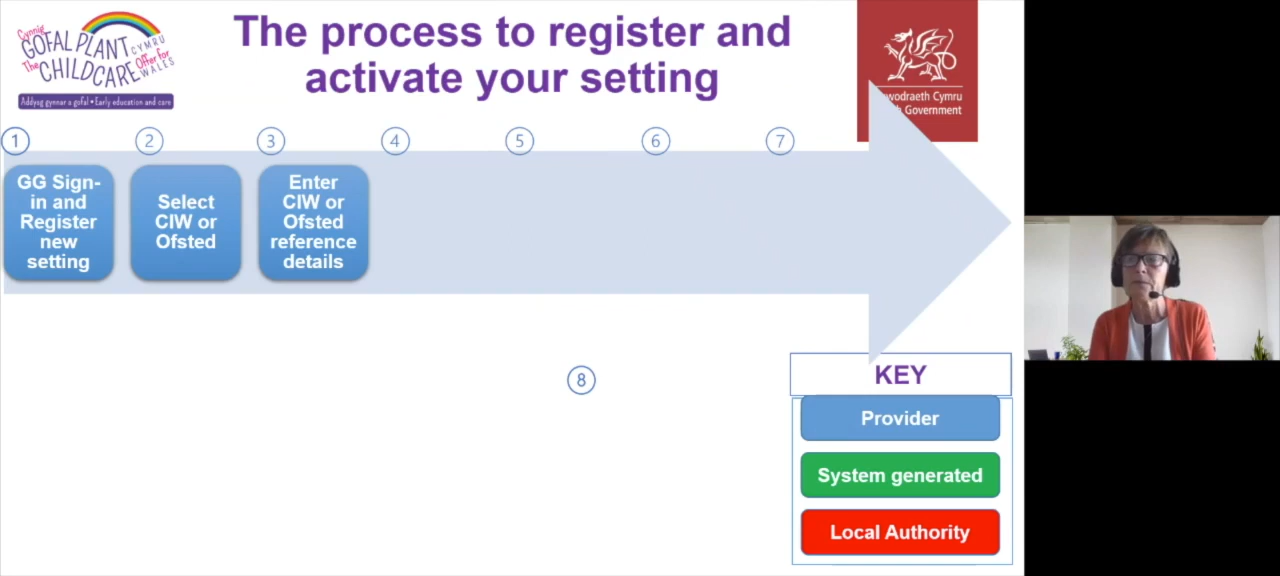 Cynnig
GOFAL PLANT
CYMRU
The CHILDCARE
Offer for
WALES
Addysg gynnar a gofal • Early education and care
The process to register and
activate your setting
wodraeth Cymru
Government
1
2
3
4
5
6
7
GG Sign-
in and
Register
new
setting
Select
CIW or
Ofsted
Enter
CIW or
Ofsted
reference
details
8
KEY
Provider
System generated
Local Authority